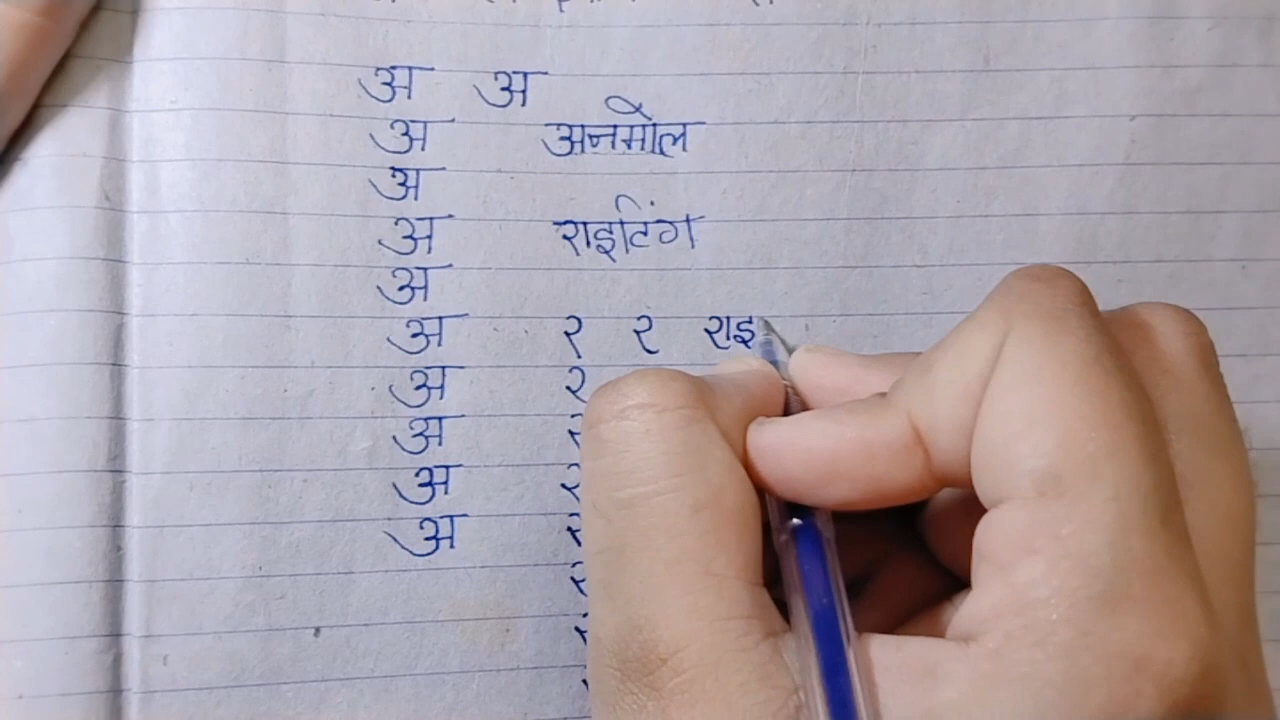 अ अ
अ अनमोल
अ
अ राइटिंग
अ
अ र र राइ
अ र
अ
अ
अ